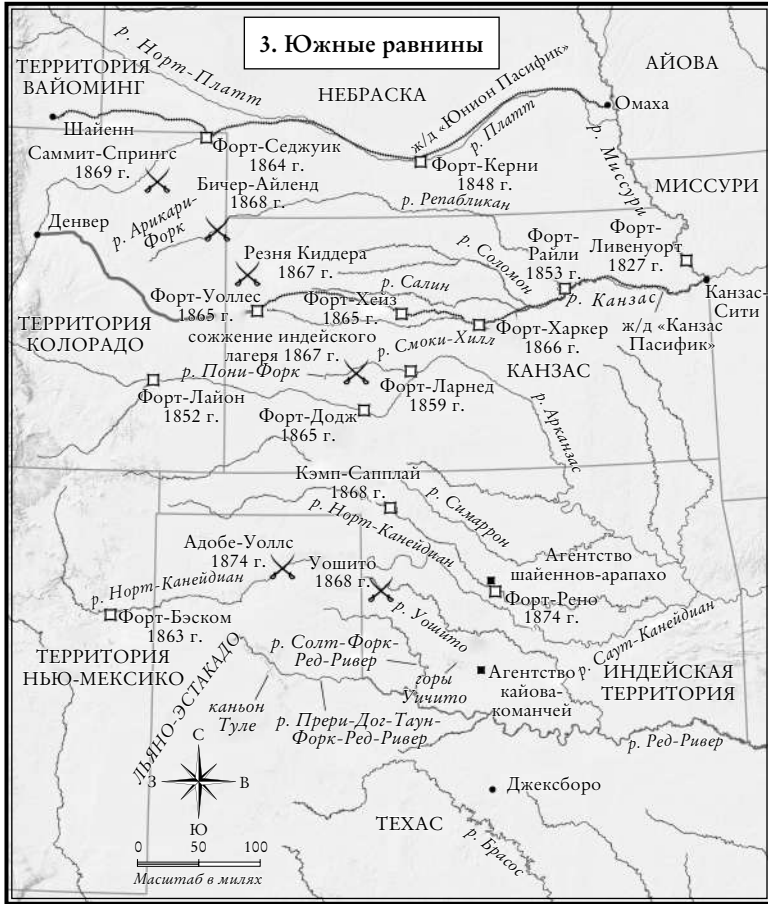 3. Южные равнины
р. Норт-Платт
ТЕРРИТОРИЯ
ВАЙОМИНГ
НЕБРАСКА
ж/д «Юнион Пасифик»
АЙОВА
Омаха
Шайенн
р. Платт
Форт-Седжуик
1864 г.
Форт-Керни
1848 г.
р. Миссури
Саммит-Спрингс
1869 г.
Бичер-Айленд
1868 г.
МИССУРИ
р. Репабликан
Денвер
р. Арикари-
Форк
Резня Киддера
1867 г.
р. Соломон
Форт-
Райли
1853 г.
Форт-
Ливенуорт
1827 г.
р. Салин
Форт-Уоллес
1865 г.
Форт-Хейз
1865 г.
р. Канзас
Канзас-
Сити
ТЕРРИТОРИЯ
КОЛОРАДО
Форт-Харкер
1866 г.
ж/д «Канзас
Пасифик»
сожжение индейского
лагеря 1867 г.
р. Смоки-Хилл
р. Пони-Форк
КАНЗАС
Форт-Лайон
1852 г.
Форт-Ларнед
1859 г.
Форт-Додж
1865 г.
р. Арканзас
Кэмп-Сапплай
1868 г.
р. Симаррон
р. Норт-Канейдиан
Адобе-Уоллс
1874 г.
Уошито
1868 г.
Агентство
шайеннов-арапахо
р. Норт-Канейдиан
Форт-Рено
1874 г.
Форт-Бэском
1863 г.
р. Уошито
р. Саут-Канейдиан
ТЕРРИТОРИЯ
НЬЮ-МЕКСИКО
р. Солт-Форк-
Ред-Ривер
горы
Уичито
Агентство
кайова-
команчей
ИНДЕЙСКАЯ
ТЕРРИТОРИЯ
ЛЬЯНО-ЭСТАКАДО
каньон
Туле
р. Прери-Дог-Таун-
Форк-Ред-Ривер
р. Ред-Ривер
С
З
В
Ю
Джексборо
ТЕХАС
р. Брасос
0 50 100
Масштаб в милях